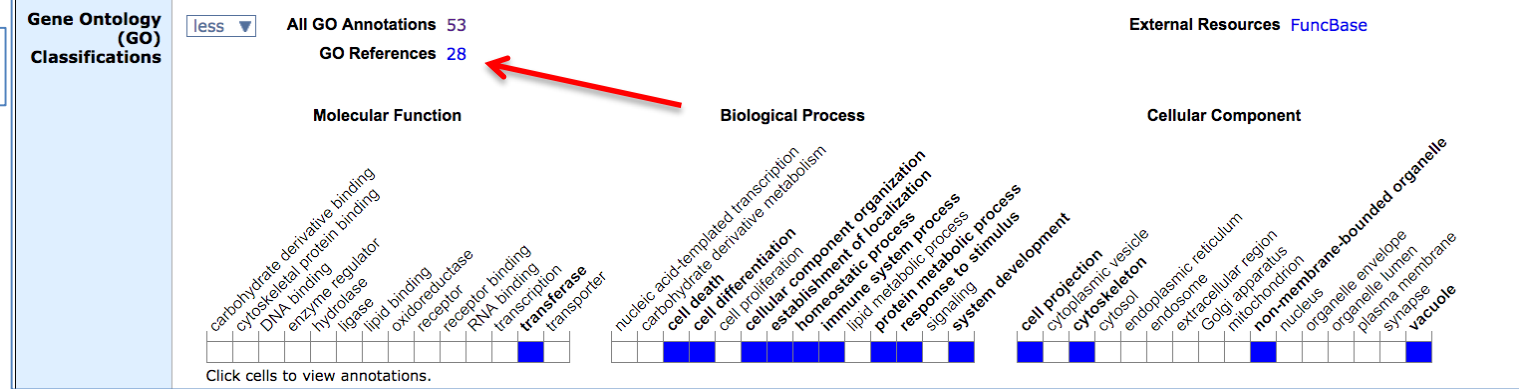 Gene Ontology
(GO)
Classifications
less ▼
All GO Annotations 53
GO References 28
External Resources FuncBase
Molecular Function
carbohydrate derivative binding
cytoskeletal protein binding
DNA binding
enzyme regulator
hydrolase
ligase
lipid binding
oxidoreductase
receptor
receptor binding
RNA binding
transcription
transferase
transporter
Biological Process
nucleic acid-templated transcription
carbohydrate derivative metabolism
cell death
cell differentiation
cell proliferation
cellular component organization
establishment of localization
homeostatic process
immune system process
lipid metabolic process
protein metabolic process
response to stimulus
signaling
system development
Cellular Component
cell projection
cytoplasmic vesicle
cytoskeleton
cytosol
endoplasmic reticulum
endosome
extracellular region
Golgi apparatus
mitochondrion
non-membrane-bounded organelle
nucleus
organelle envelope
organelle lumen
plasma membrane
synapse
vacuole
Click cells to view annotations.